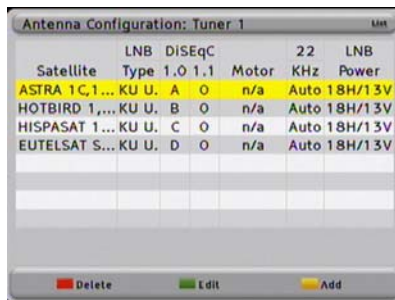 Antenna Configuration: Tuner 1 List
LNB DiSEqC 22 LNB
Satellite Type 1.0 1.1 Motor KHz Power
ASTRA 1C,1... KU U. A O n/a Auto 18H/13V
HOTBIRD 1,... KU U. B O n/a Auto 18H/13V
HISPASAT 1... KU U. C O n/a Auto 18H/13V
EUTELSAT S... KU U. D O n/a Auto 18H/13V
Delete Edit Add